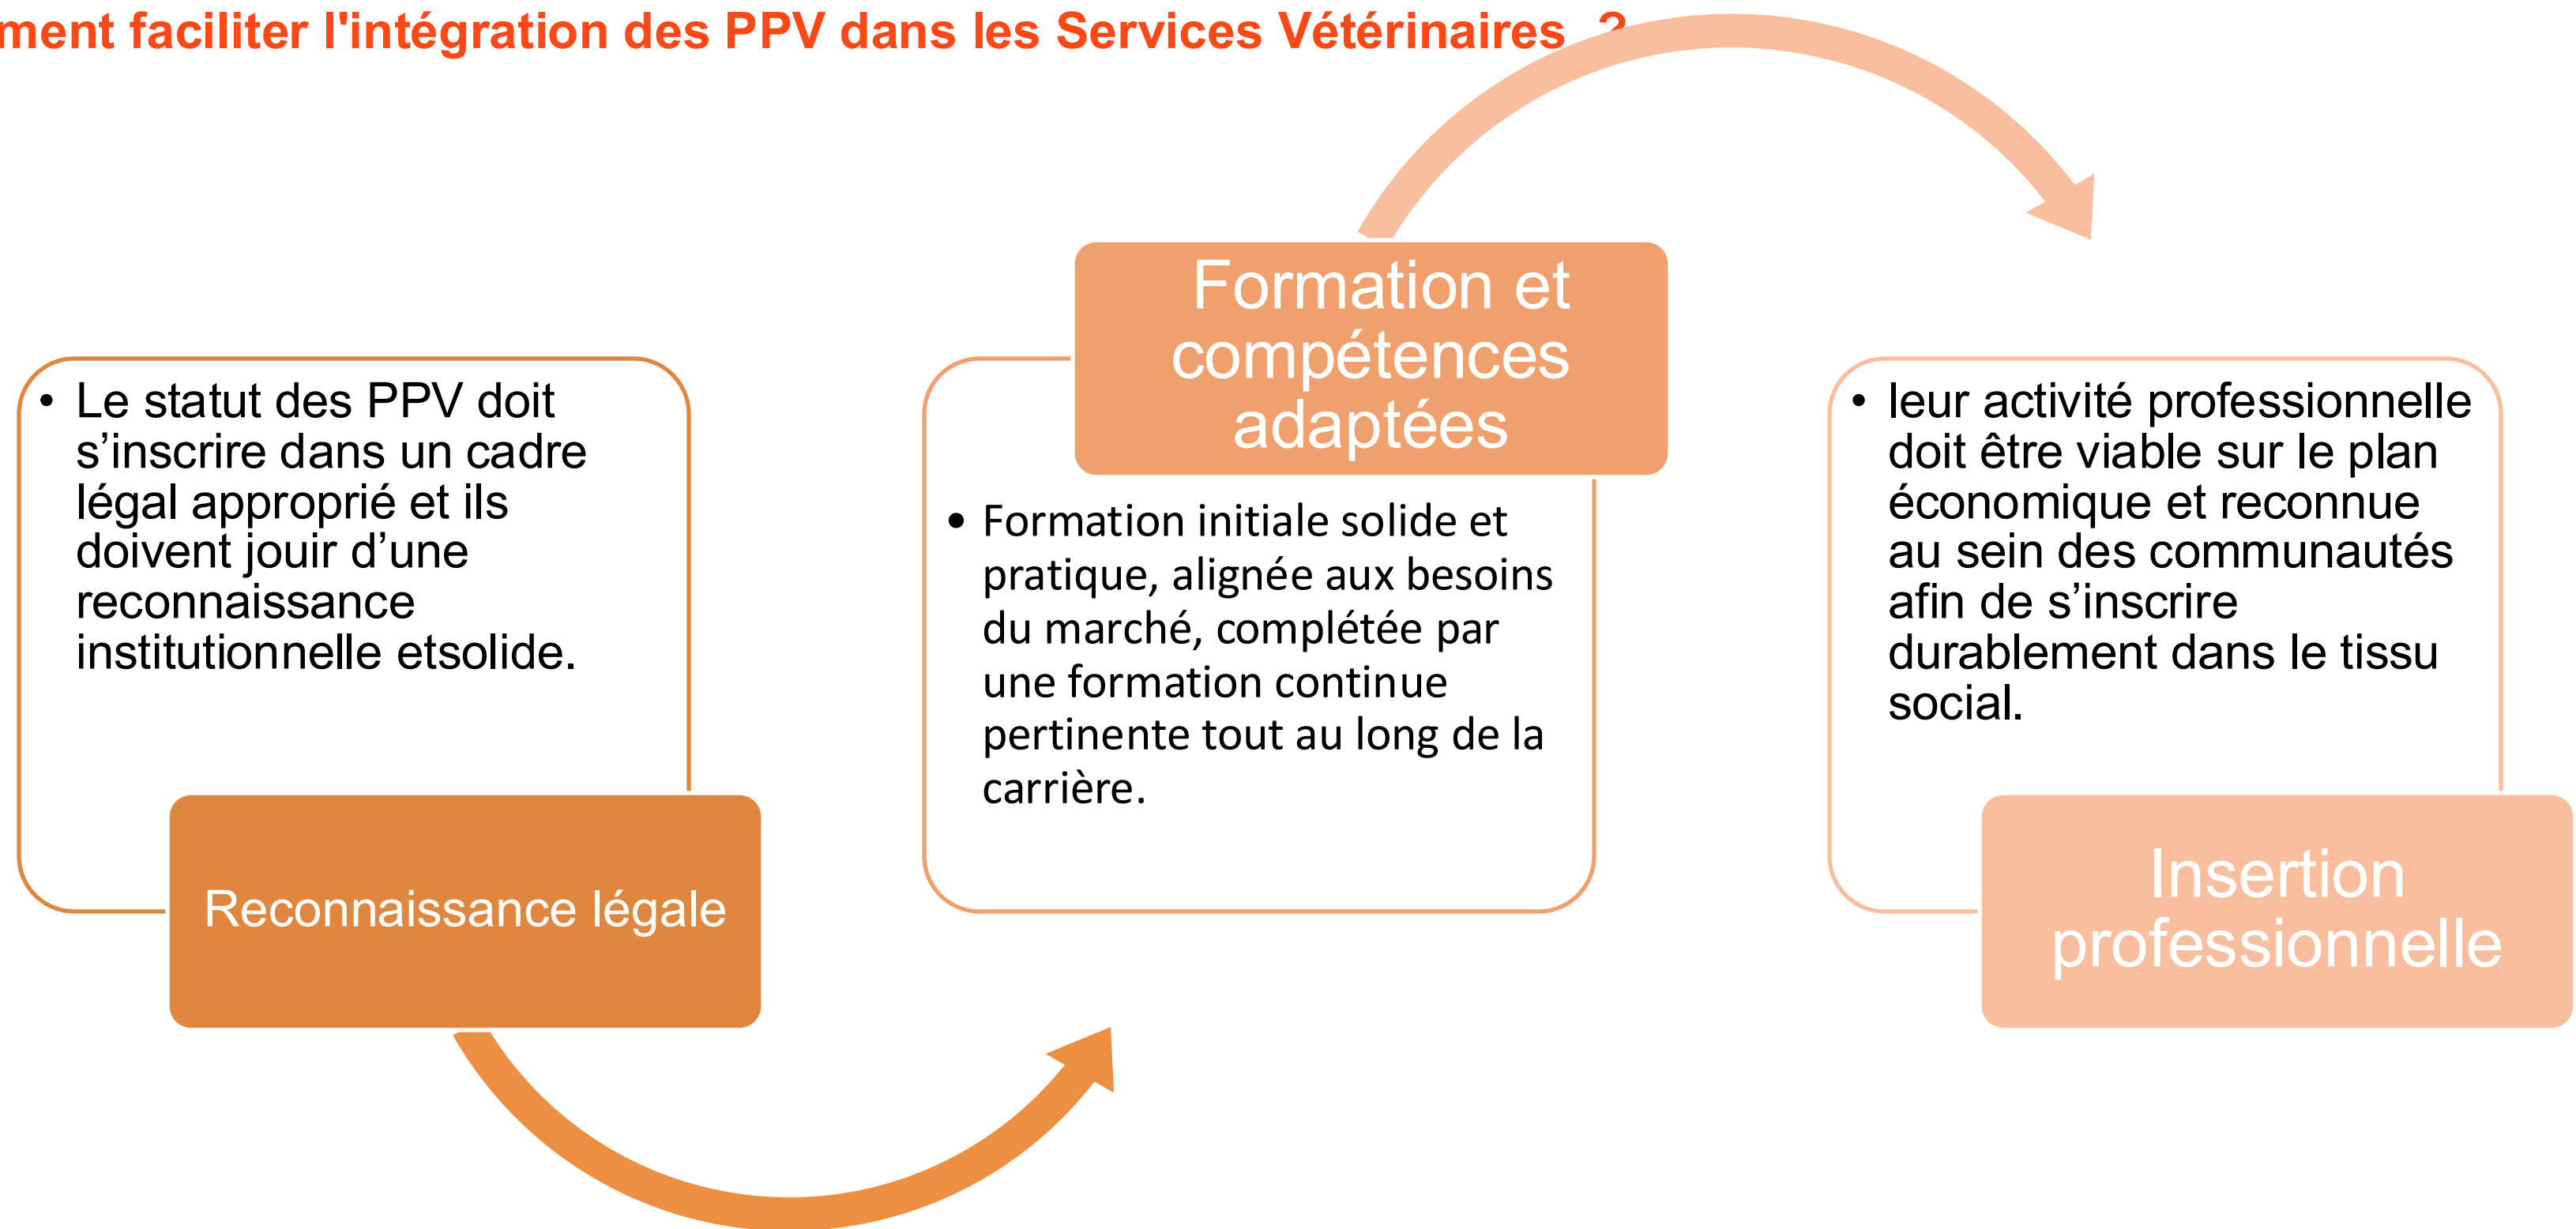 ment faciliter l'intégration des PPV dans les Services Vétérinaires ?
• Le statut des PPV doit
s’inscrire dans un cadre
légal approprié et ils
doivent jouir d’une
reconnaissance
institutionnelle etsolide.
Reconnaissance légale
Formation et
compétences
adaptées
• Formation initiale solide et
pratique, alignée aux besoins
du marché, complétée par
une formation continue
pertinente tout au long de la
carrière.
• leur activité professionnelle
doit être viable sur le plan
économique et reconnue
au sein des communautés
afin de s’inscrire
durablement dans le tissu
social.
Insertion
professionnelle